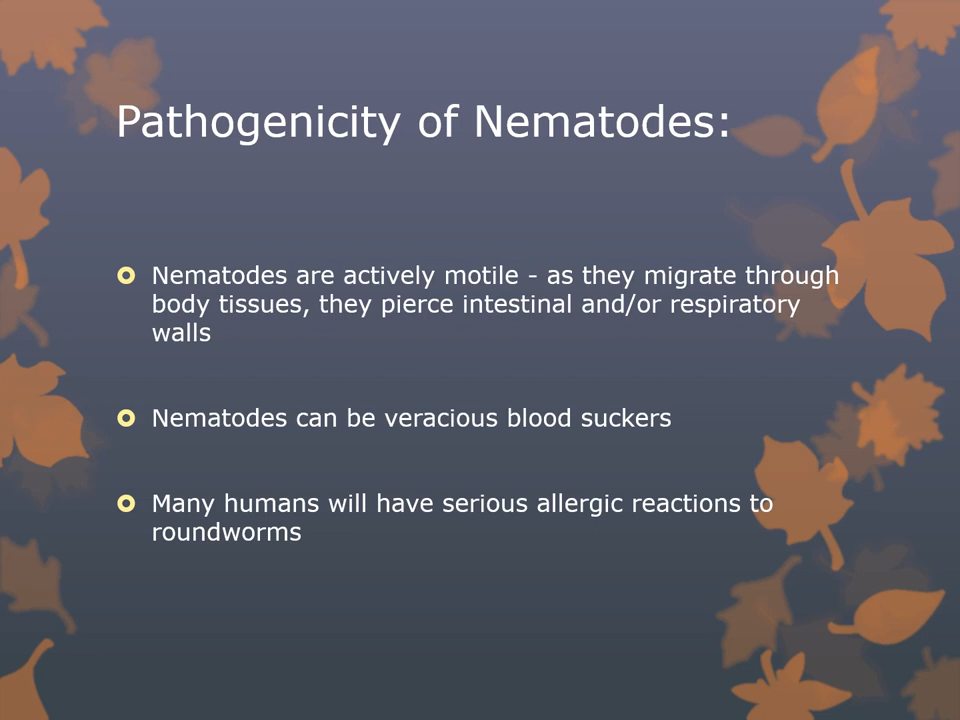 Pathogenicity of Nematodes:
Nematodes are actively motile - as they migrate through
body tissues, they pierce intestinal and/or respiratory
walls
Nematodes can be veracious blood suckers
Many humans will have serious allergic reactions to
roundworms